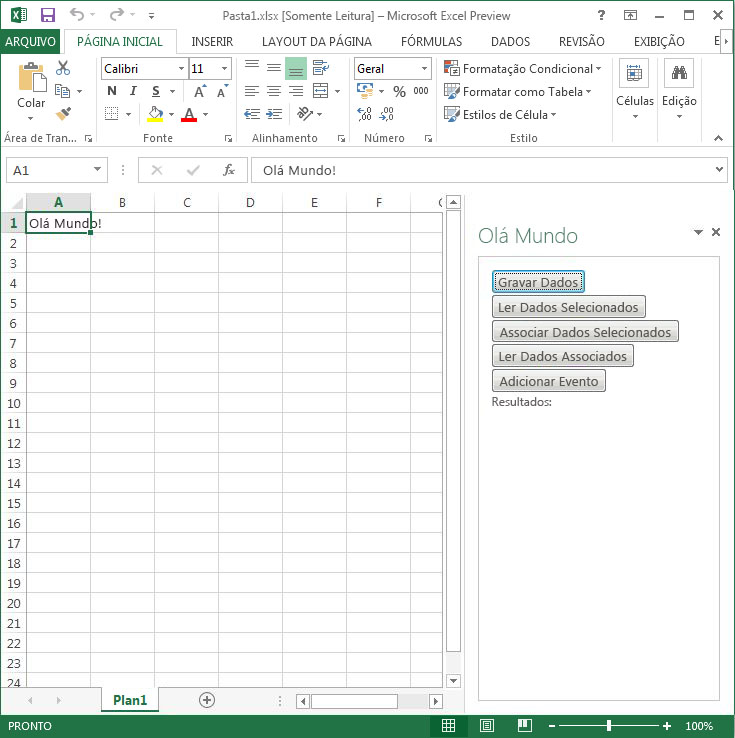 Pasta1.xlsx [Somente Leitura] – Microsoft Excel Preview
ARQUIVO PÁGINA INICIAL INSERIR LAYOUT DA PÁGINA FÓRMULAS DADOS REVISÃO EXIBIÇÃO E
Calibri 11 Geral Formatação Condicional
Colar N I S A A % 000 Formatar como Tabela Células Edição
A Estilos de Célula
Área de Tran... Fonte Alinhamento Número Estilo
A1 fx Olá Mundo!
A B C D E F
1 Olá Mundo!
2
3
4
5
6
7
8
9
10
11
12
13
14
15
16
17
18
19
20
21
22
23
24
Olá Mundo
Gravar Dados
Ler Dados Selecionados
Associar Dados Selecionados
Ler Dados Associados
Adicionar Evento
Resultados:
Plan1
PRONTO 100%